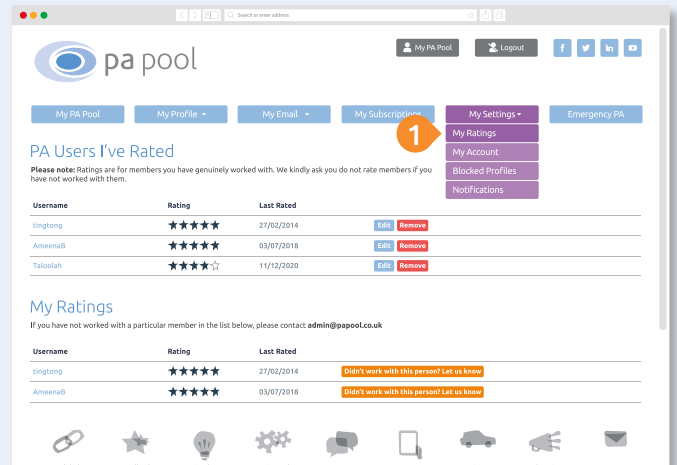 Search or enter address
pa pool
My PA Pool
Logout
My PA Pool
My Profile
My Email
My Subscriptions
My Settings
Emergency PA
1
My Ratings
My Account
Blocked Profiles
Notifications
PA Users I've Rated
Please note: Ratings are for members you have genuinely worked with. We kindly ask you do not rate members if you
have not worked with them.
Username Rating Last Rated
tingtong ★★★★★ 27/02/2014 Edit Remove
AmeenaB ★★★★★ 03/07/2018 Edit Remove
Taloolah ★★★★☆ 11/12/2020 Edit Remove
My Ratings
If you have not worked with a particular member in the list below, please contact admin@papool.co.uk
Username Rating Last Rated
tingtong ★★★★★ 27/02/2014 Didn't work with this person? Let us know
AmeenaB ★★★★★ 03/07/2018 Didn't work with this person? Let us know